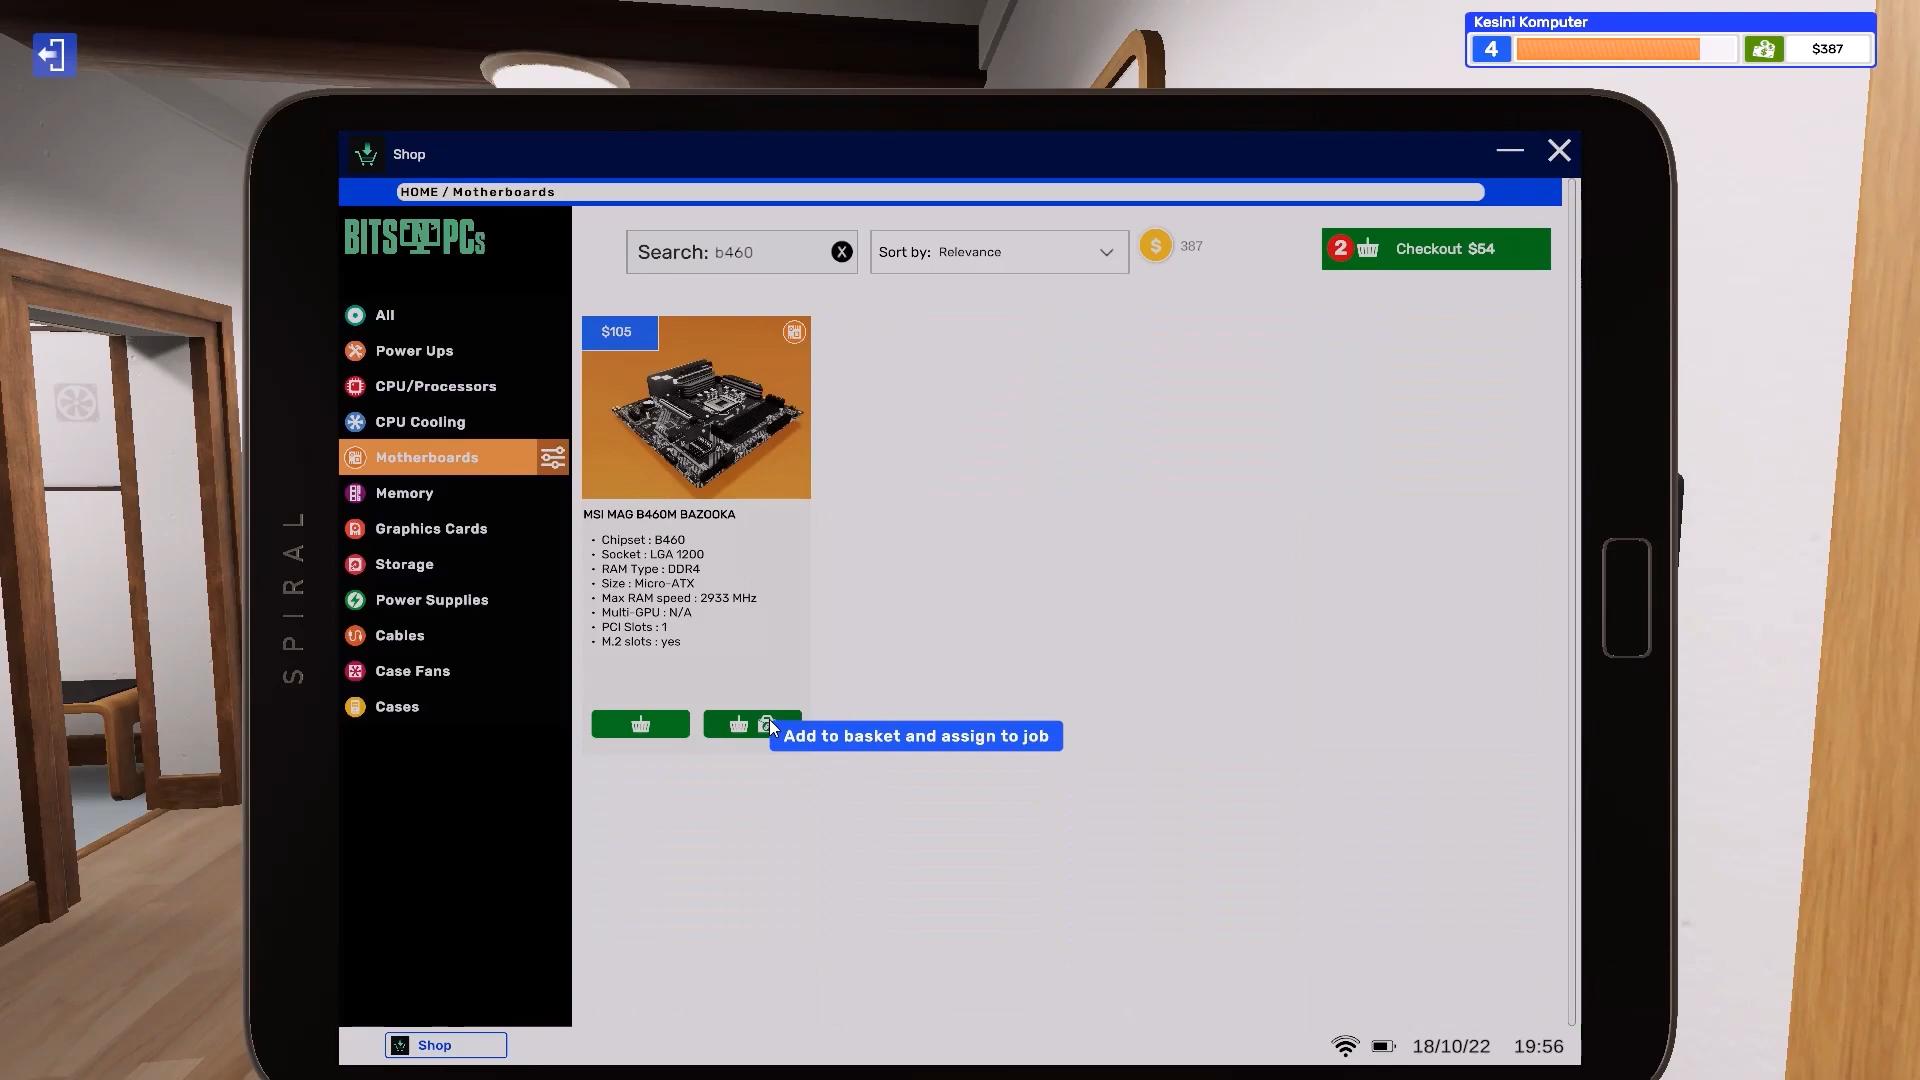 Kesini Komputer
4
$387
Shop
HOME / Motherboards
BITS EN PCs
Search: b460
X
Sort by: Relevance
$
387
2
Checkout $54
All
Power Ups
CPU/Processors
CPU Cooling
Motherboards
Memory
Graphics Cards
Storage
Power Supplies
Cables
Case Fans
Cases
$105
MSI MAG B460M BAZOOKA
• Chipset : B460
• Socket : LGA 1200
• RAM Type : DDR4
• Size : Micro-ATX
• Max RAM speed : 2933 MHz
• Multi-GPU : N/A
• PCI Slots : 1
• M.2 slots : yes
Add to basket and assign to job
SPIRAL
Shop
18/10/22
19:56